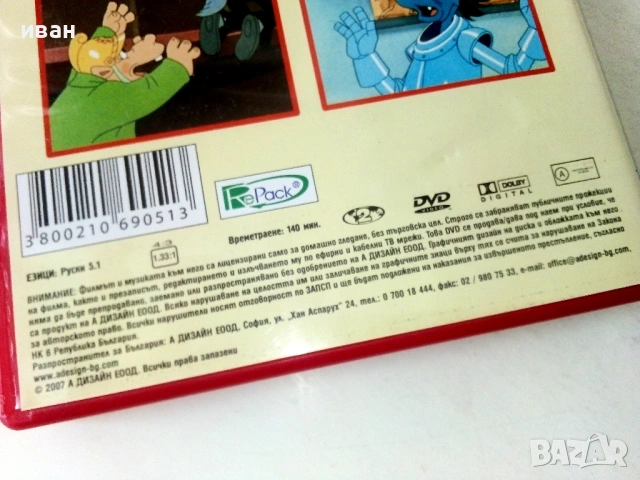 иван
RePack®
3 800210 690513
4:3
1.33:1
DVD
VIDEO
DOLBY
DIGITAL
A
Времетраене: 140 мин.
ЕЗИЦИ: Руски 5.1
ВНИМАНИЕ: Филмът и музиката към него са лицензирани само за домашно гледане, без търговска цел. Строго се забраняват публичните прожекции
на филма, както и презаписът, редактирането и излъчването му по ефирни и кабелни ТВ мрежи. Това DVD се продава/дава под наем при условие, че
няма да бъде препродавано, заемано или разпространявано без одобрението на А ДИЗАЙН ЕООД. Графичният дизайн на диска и обложката към него
са продукт на А ДИЗАЙН ЕООД. Всяко нарушаване на целостта им или заличаване на графичните знаци върху тях се счита за нарушение на Закона
за авторското право. Всички нарушители носят отговорност по ЗАПСП и ще бъдат подложени на наказания за извършеното престъпление, съгласно
НК в Република България.
Разпространител за България: А ДИЗАЙН ЕООД, София, ул. "Хан Аспарух" 24, тел.: 0 700 18 444, факс: 02 / 980 75 33, e-mail: office@adesign-bg.com,
www.adesign-bg.com
© 2007 А ДИЗАЙН ЕООД. Всички права запазени
BAZAR